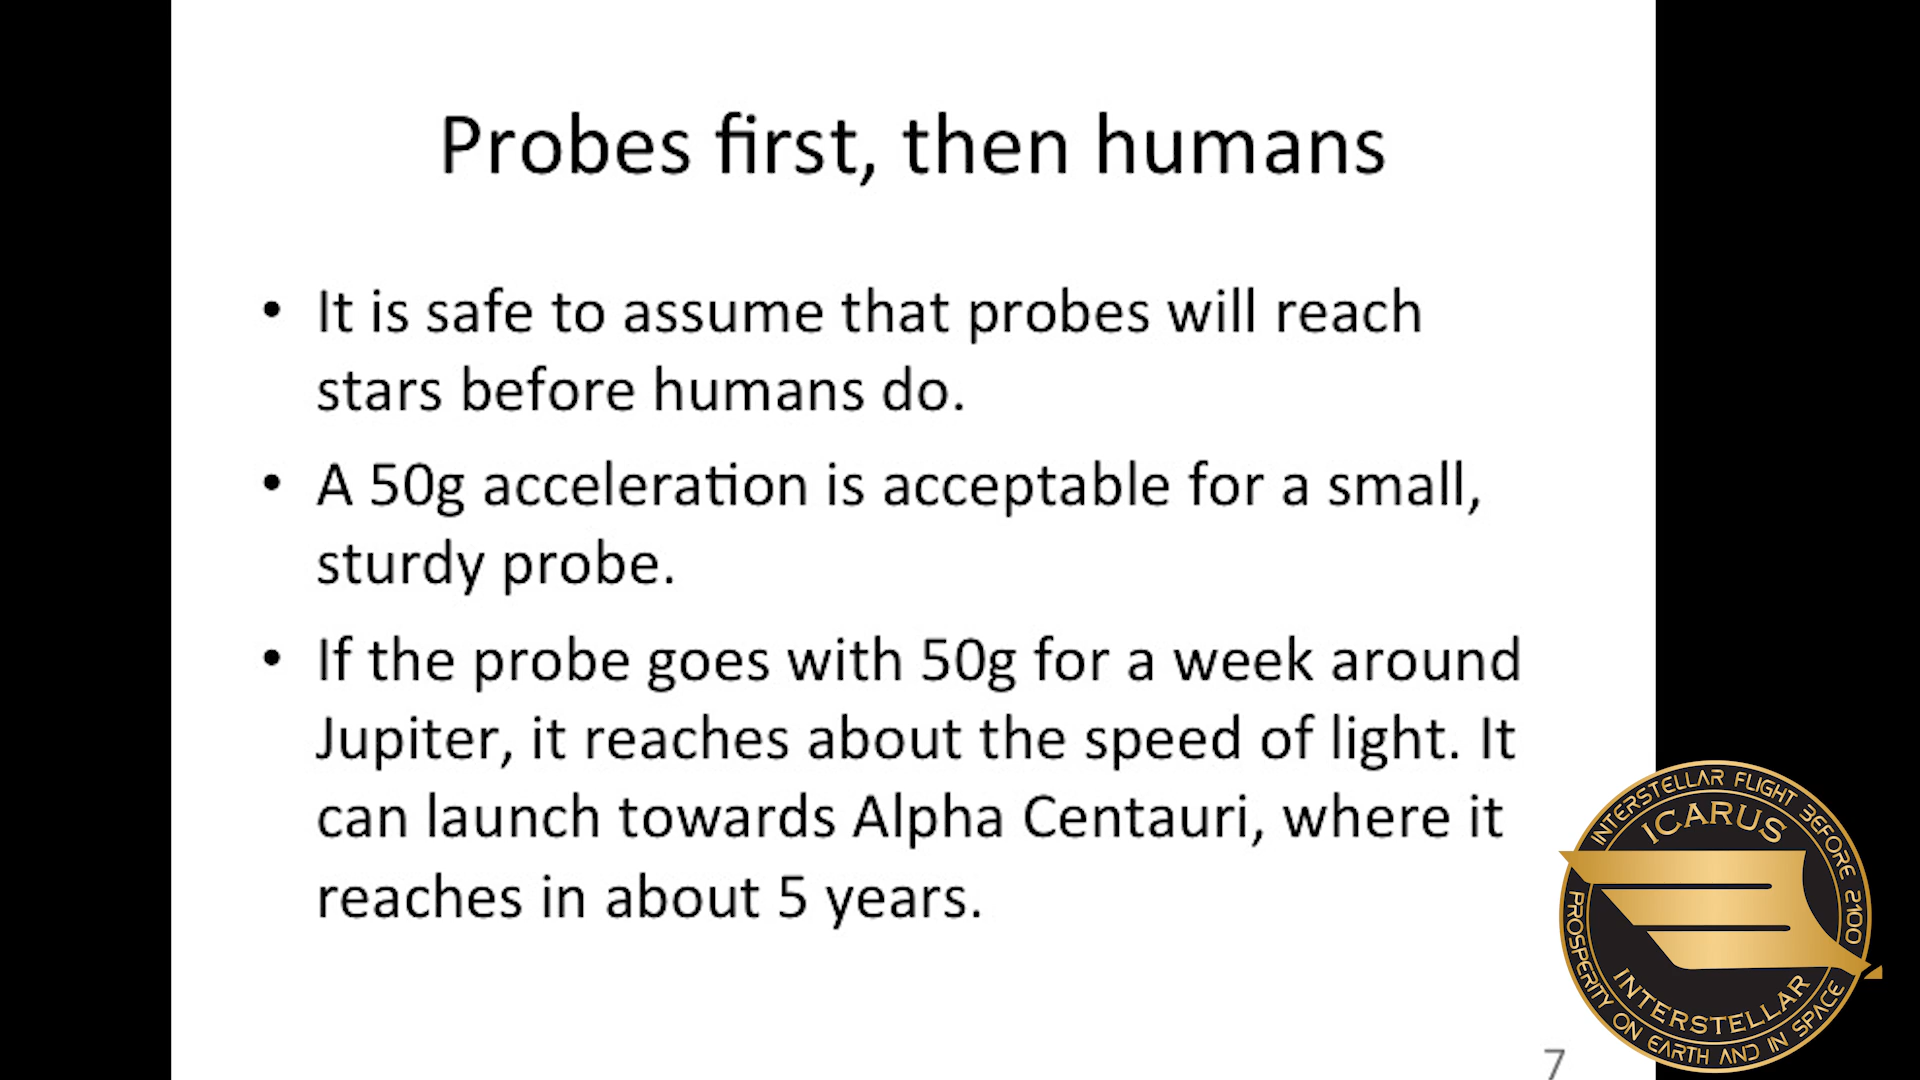 Probes first, then humans
• It is safe to assume that probes will reach
stars before humans do.
• A 50g acceleration is acceptable for a small,
sturdy probe.
• If the probe goes with 50g for a week around
Jupiter, it reaches about the speed of light. It
can launch towards Alpha Centauri, where it
reaches in about 5 years.
INTERSTELLAR FLIGHT BEFORE 2100
ICARUS
INTERSTELLAR
PROSPERITY ON EARTH AND IN SPACE
7